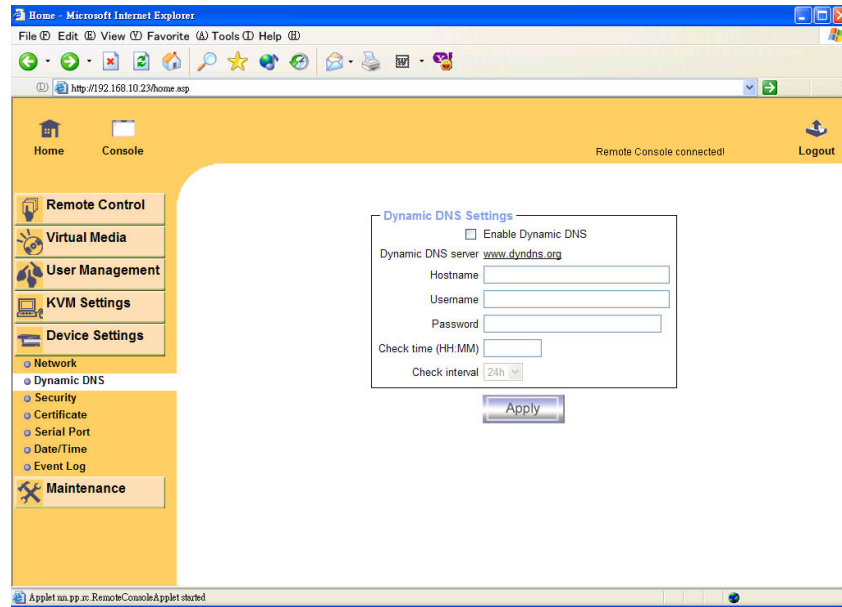 Home - Microsoft Internet Explorer
File (F) Edit (E) View (V) Favorite (A) Tools (T) Help (H)
(D) http://192.168.10.23/home.asp
Home Console Remote Console connected! Logout
Remote Control
Virtual Media
User Management
KVM Settings
Device Settings
Network
Dynamic DNS
Security
Certificate
Serial Port
Date/Time
Event Log
Maintenance
Dynamic DNS Settings
Enable Dynamic DNS
Dynamic DNS server www.dyndns.org
Hostname
Username
Password
Check time (HH:MM)
Check interval 24h
Apply
Applet nn.pp.rc.RemoteConsoleApplet started